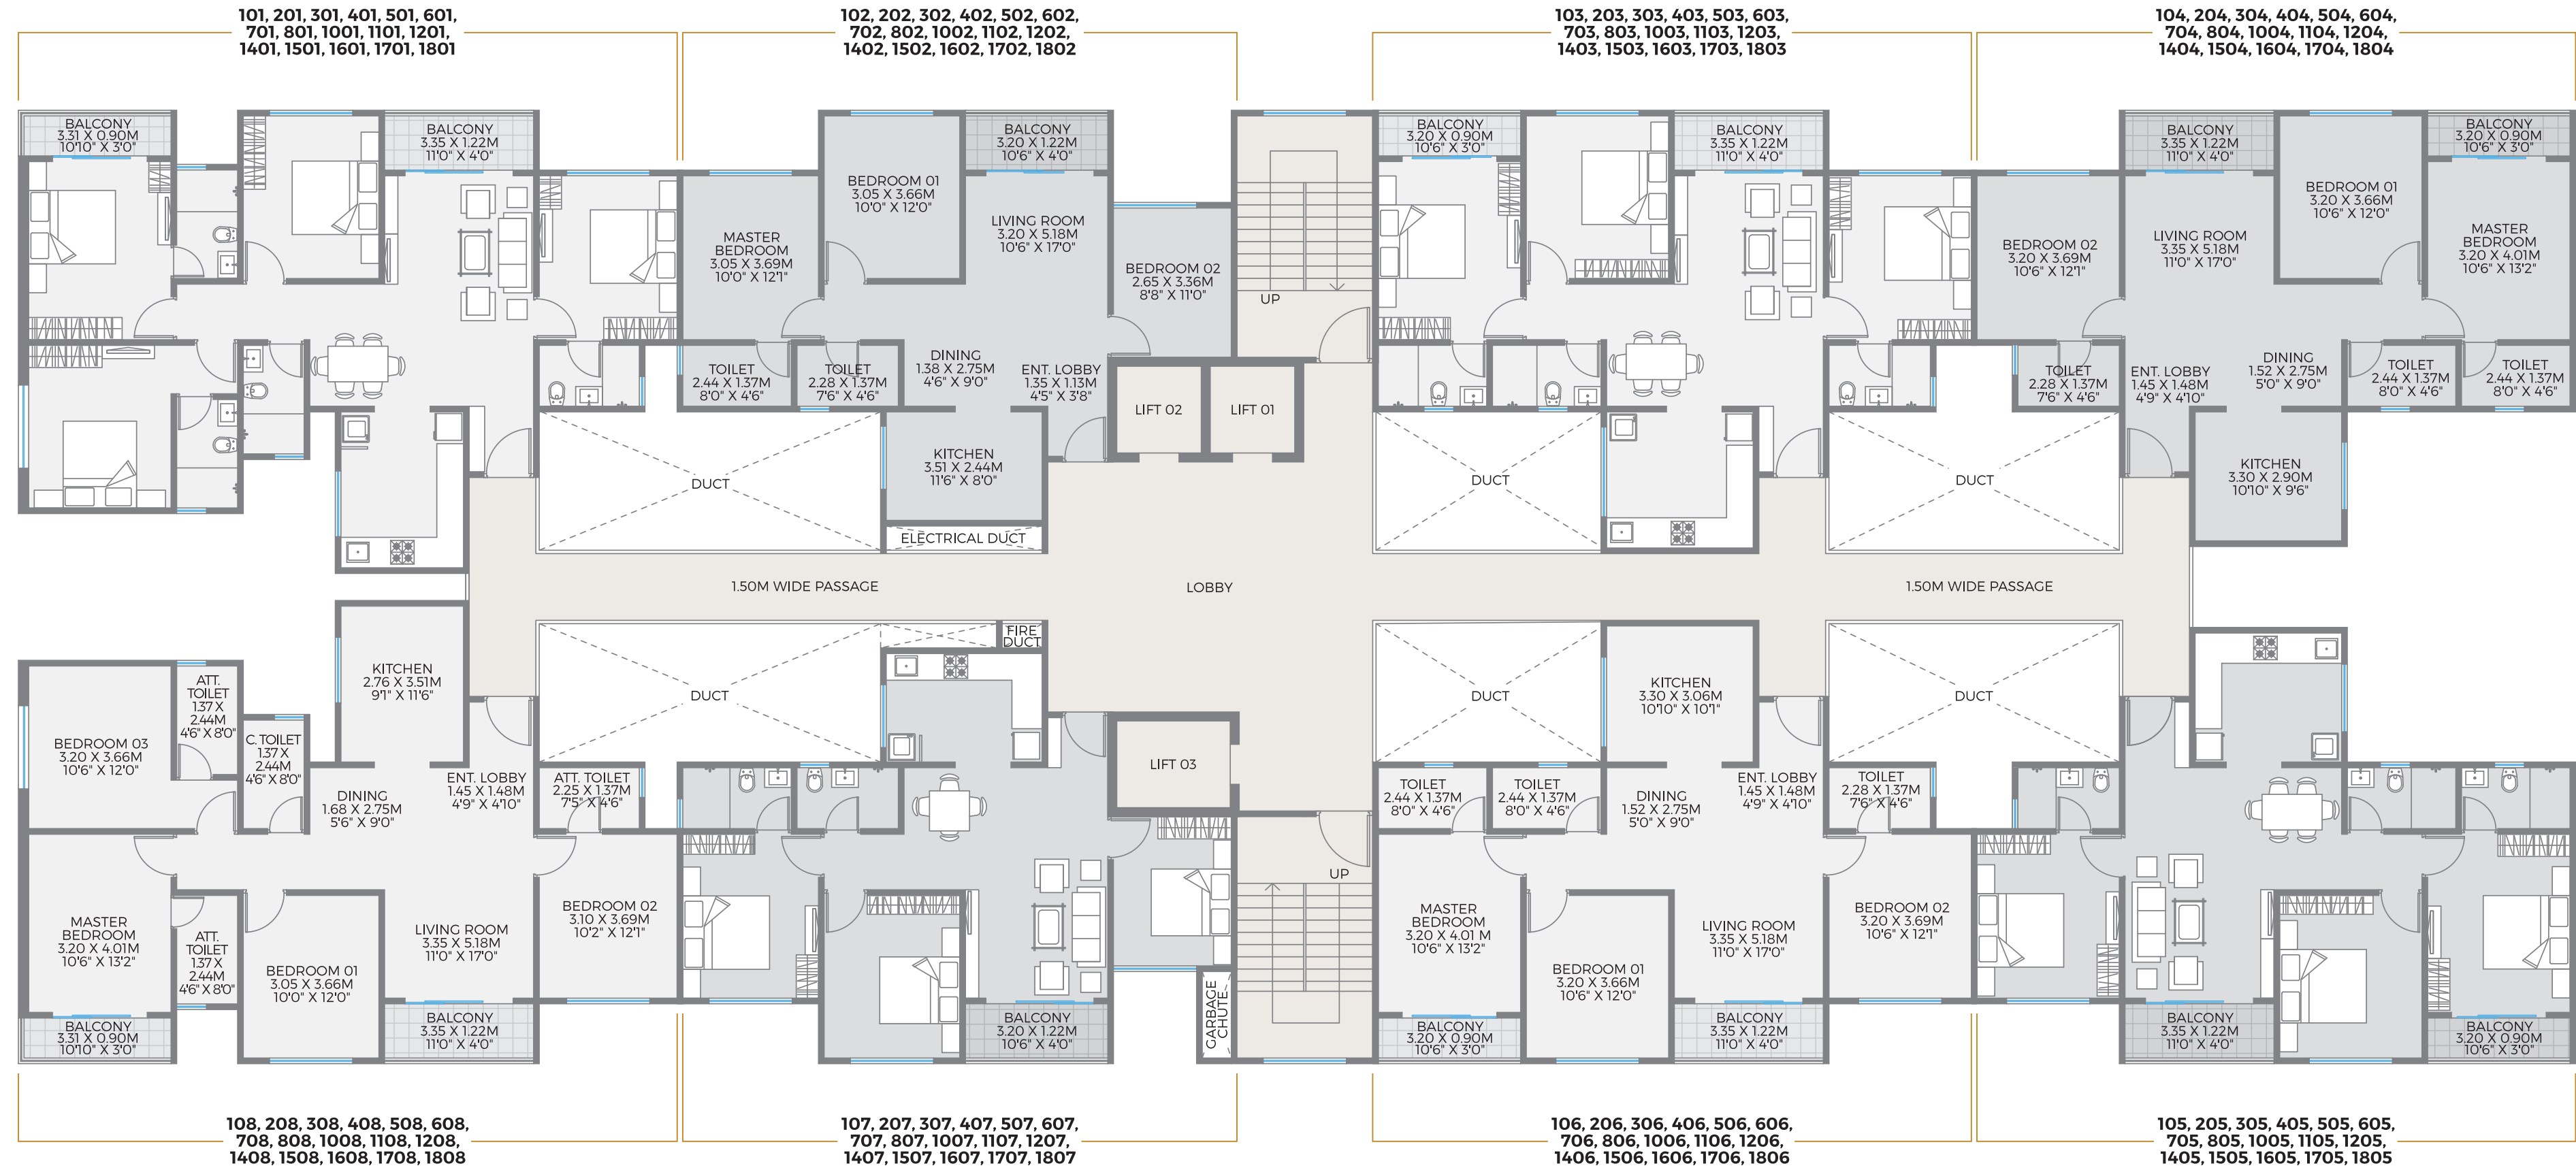 101, 201, 301, 401, 501, 601,
701, 801, 1001, 1101, 1201,
1401, 1501, 1601, 1701, 1801
102, 202, 302, 402, 502, 602,
702, 802, 1002, 1102, 1202,
1402, 1502, 1602, 1702, 1802
103, 203, 303, 403, 503, 603,
703, 803, 1003, 1103, 1203,
1403, 1503, 1603, 1703, 1803
104, 204, 304, 404, 504, 604,
704, 804, 1004, 1104, 1204,
1404, 1504, 1604, 1704, 1804
BALCONY
3.31 X 0.90M
10'10" X 3'0"
BALCONY
3.35 X 1.22M
11'0" X 4'0"
BEDROOM 01
3.05 X 3.66M
10'0" X 12'0"
BALCONY
3.20 X 1.22M
10'6" X 4'0"
MASTER
BEDROOM
3.05 X 3.69M
10'0" X 12'1"
LIVING ROOM
3.20 X 5.18M
10'6" X 17'0"
BEDROOM 02
2.65 X 3.36M
8'8" X 11'0"
UP
BALCONY
3.20 X 0.90M
10'6" X 3'0"
BALCONY
3.35 X 1.22M
11'0" X 4'0"
BALCONY
3.35 X 1.22M
11'0" X 4'0"
BEDROOM 01
3.20 X 3.66M
10'6" X 12'0"
BALCONY
3.20 X 0.90M
10'6" X 3'0"
BEDROOM 02
3.20 X 3.69M
10'6" X 12'1"
LIVING ROOM
3.35 X 5.18M
11'0" X 17'0"
MASTER
BEDROOM
3.20 X 4.01M
10'6" X 13'2"
TOILET
2.44 X 1.37M
8'0" X 4'6"
TOILET
2.28 X 1.37M
7'6" X 4'6"
DINING
1.38 X 2.75M
4'6" X 9'0"
ENT. LOBBY
1.35 X 1.13M
4'5" X 3'8"
LIFT 02
LIFT 01
TOILET
2.28 X 1.37M
7'6" X 4'6"
ENT. LOBBY
1.45 X 1.48M
4'9" X 4'10"
DINING
1.52 X 2.75M
5'0" X 9'0"
TOILET
2.44 X 1.37M
8'0" X 4'6"
TOILET
2.44 X 1.37M
8'0" X 4'6"
DUCT
KITCHEN
3.51 X 2.44M
11'6" X 8'0"
DUCT
DUCT
KITCHEN
3.30 X 2.90M
10'10" X 9'6"
ELECTRICAL DUCT
1.50M WIDE PASSAGE
LOBBY
1.50M WIDE PASSAGE
FIRE
DUCT
KITCHEN
2.76 X 3.51M
9'1" X 11'6"
DUCT
DUCT
KITCHEN
3.30 X 3.06M
10'10" X 10'1"
DUCT
BEDROOM 03
3.20 X 3.66M
10'6" X 12'0"
ATT.
TOILET
1.37 X
2.44M
4'6" X 8'0"
C. TOILET
1.37 X
2.44M
4'6" X 8'0"
DINING
1.68 X 2.75M
5'6" X 9'0"
ENT. LOBBY
1.45 X 1.48M
4'9" X 4'10"
ATT. TOILET
2.25 X 1.37M
7'5" X 4'6"
LIFT 03
TOILET
2.44 X 1.37M
8'0" X 4'6"
TOILET
2.44 X 1.37M
8'0" X 4'6"
DINING
1.52 X 2.75M
5'0" X 9'0"
ENT. LOBBY
1.45 X 1.48M
4'9" X 4'10"
TOILET
2.28 X 1.37M
7'6" X 4'6"
UP
MASTER
BEDROOM
3.20 X 4.01M
10'6" X 13'2"
ATT.
TOILET
1.37 X
2.44M
4'6" X 8'0"
BEDROOM 01
3.05 X 3.66M
10'0" X 12'0"
LIVING ROOM
3.35 X 5.18M
11'0" X 17'0"
BEDROOM 02
3.10 X 3.69M
10'2" X 12'1"
MASTER
BEDROOM
3.20 X 4.01 M
10'6" X 13'2"
BEDROOM 01
3.20 X 3.66M
10'6" X 12'0"
LIVING ROOM
3.35 X 5.18M
11'0" X 17'0"
BEDROOM 02
3.20 X 3.69M
10'6" X 12'1"
BALCONY
3.31 X 0.90M
10'10" X 3'0"
BALCONY
3.35 X 1.22M
11'0" X 4'0"
BALCONY
3.20 X 1.22M
10'6" X 4'0"
GARBAGE
CHUTE
BALCONY
3.20 X 0.90M
10'6" X 3'0"
BALCONY
3.35 X 1.22M
11'0" X 4'0"
BALCONY
3.35 X 1.22M
11'0" X 4'0"
BALCONY
3.20 X 0.90M
10'6" X 3'0"
108, 208, 308, 408, 508, 608,
708, 808, 1008, 1108, 1208,
1408, 1508, 1608, 1708, 1808
107, 207, 307, 407, 507, 607,
707, 807, 1007, 1107, 1207,
1407, 1507, 1607, 1707, 1807
106, 206, 306, 406, 506, 606,
706, 806, 1006, 1106, 1206,
1406, 1506, 1606, 1706, 1806
105, 205, 305, 405, 505, 605,
705, 805, 1005, 1105, 1205,
1405, 1505, 1605, 1705, 1805